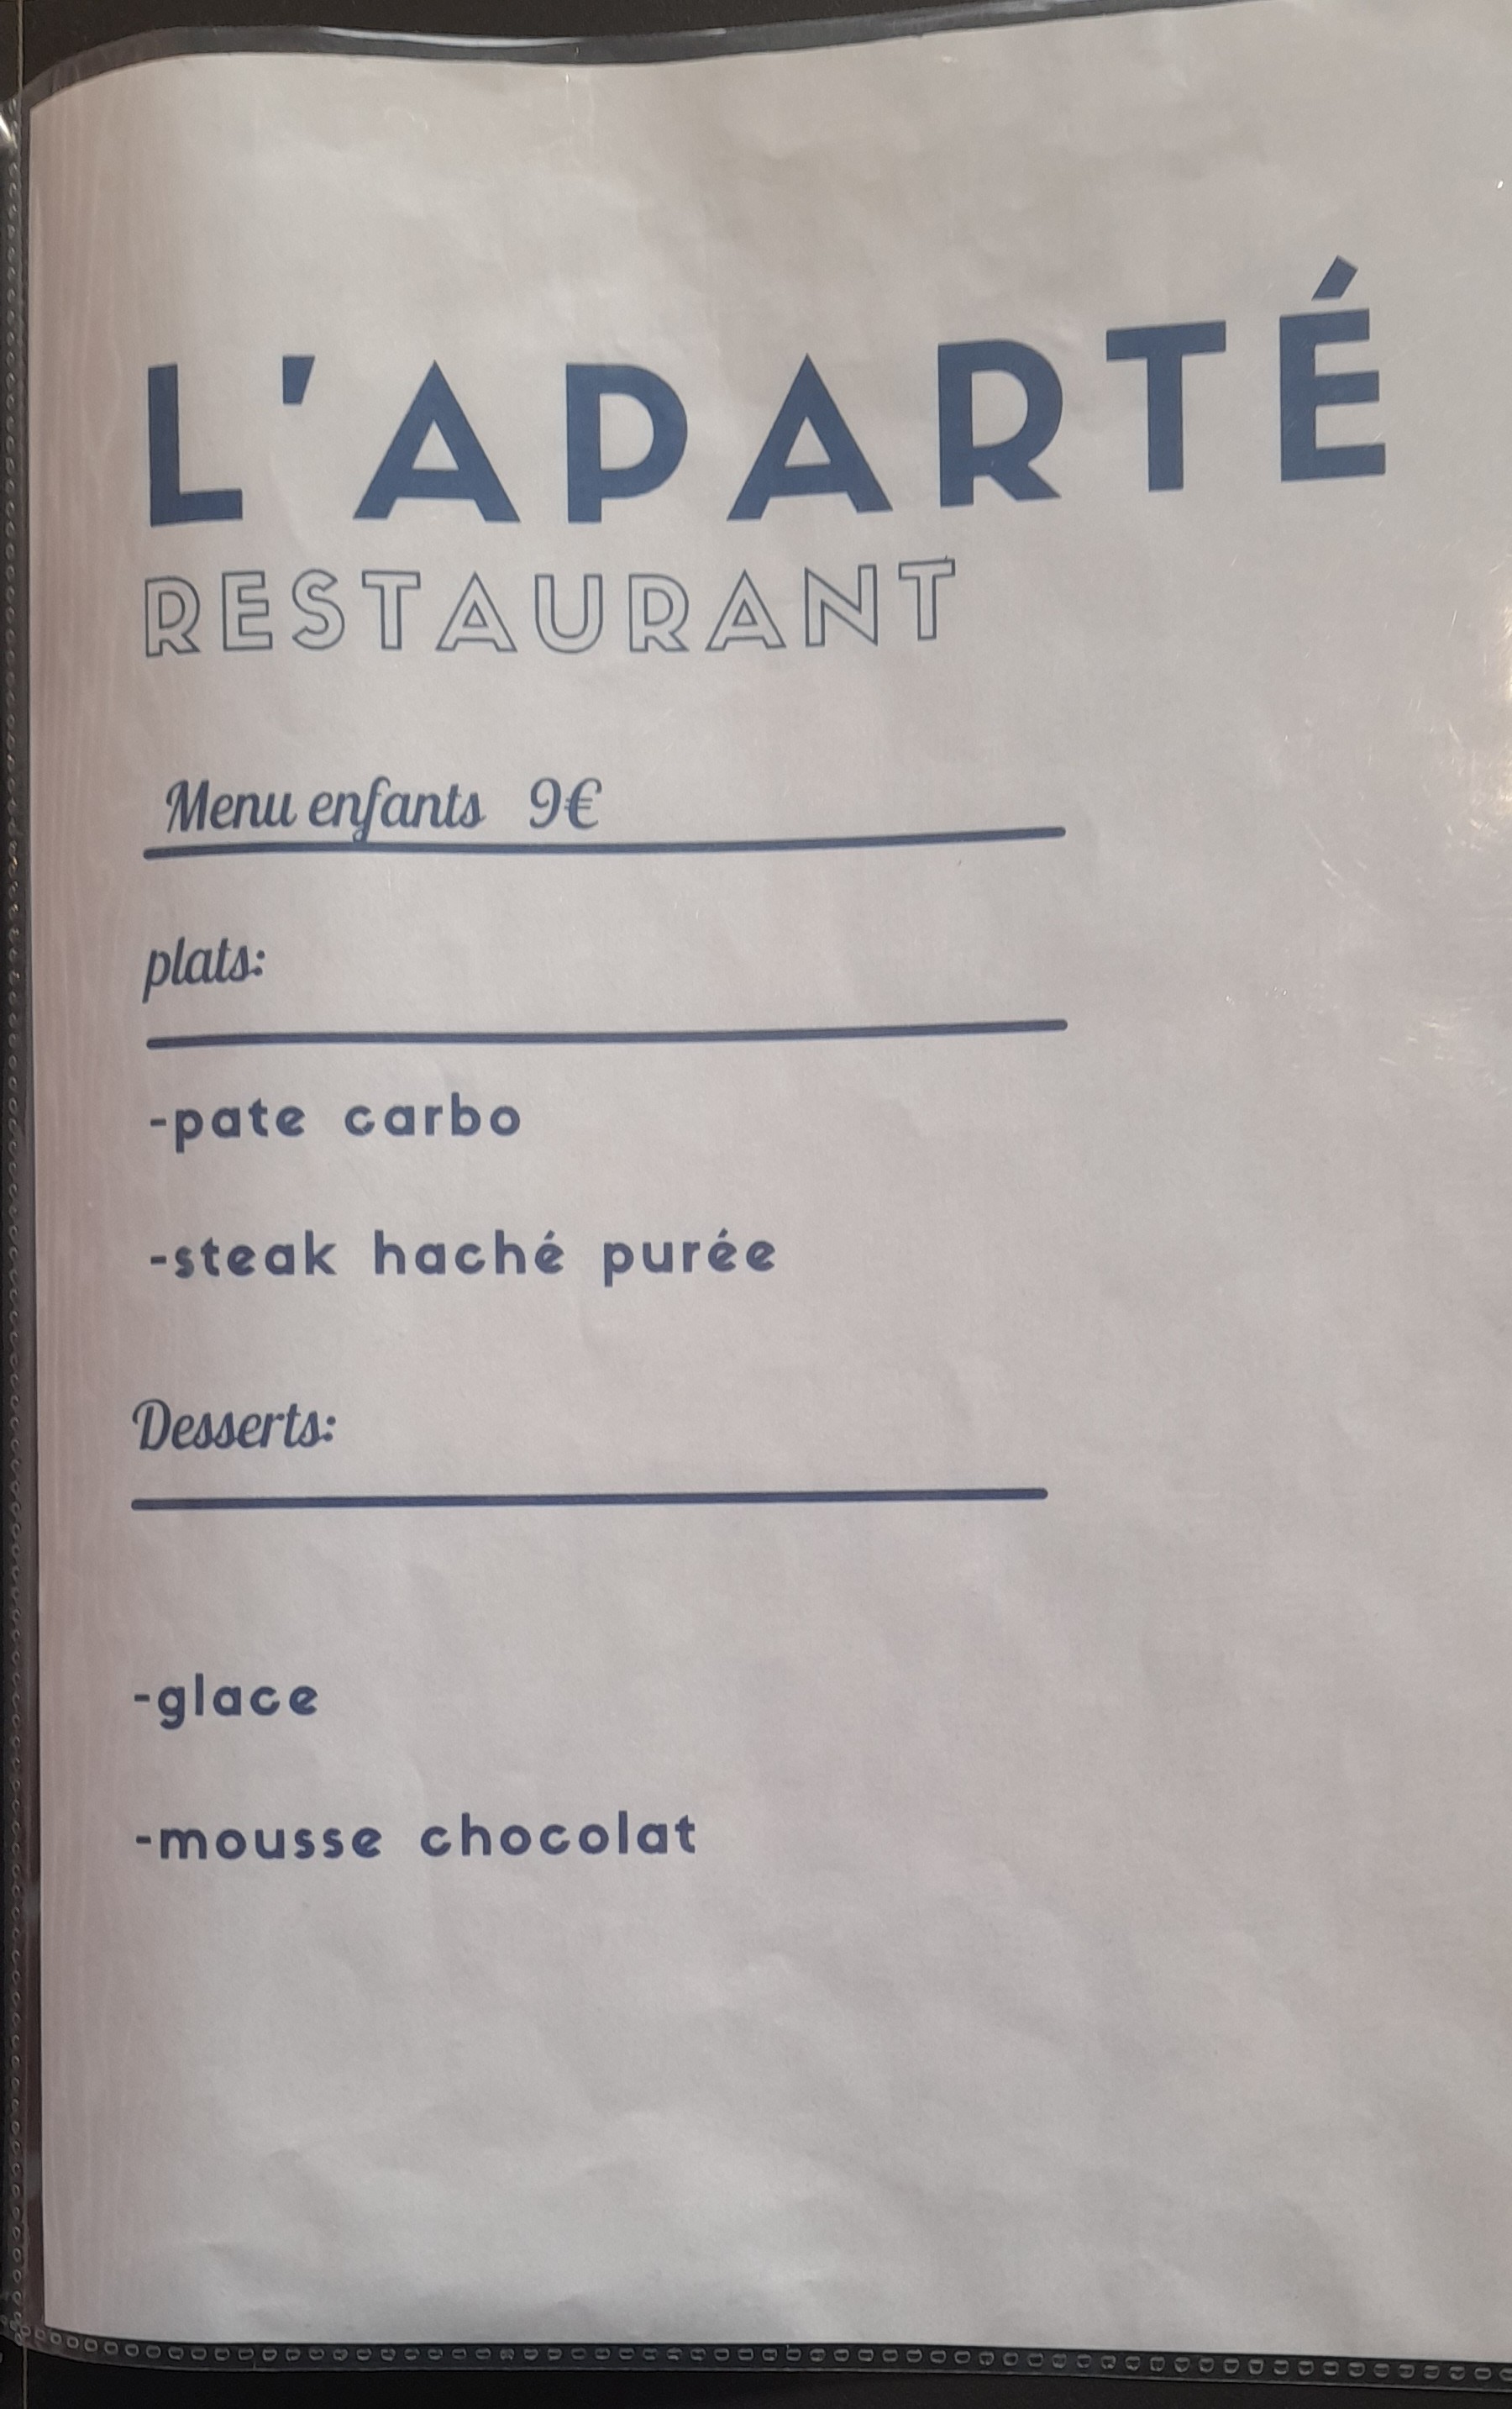 L'APARTÉ
RESTAURANT
Menu enfants 9€
plats:
-pate carbo
-steak haché purée
Desserts:
-glace
-mousse chocolat